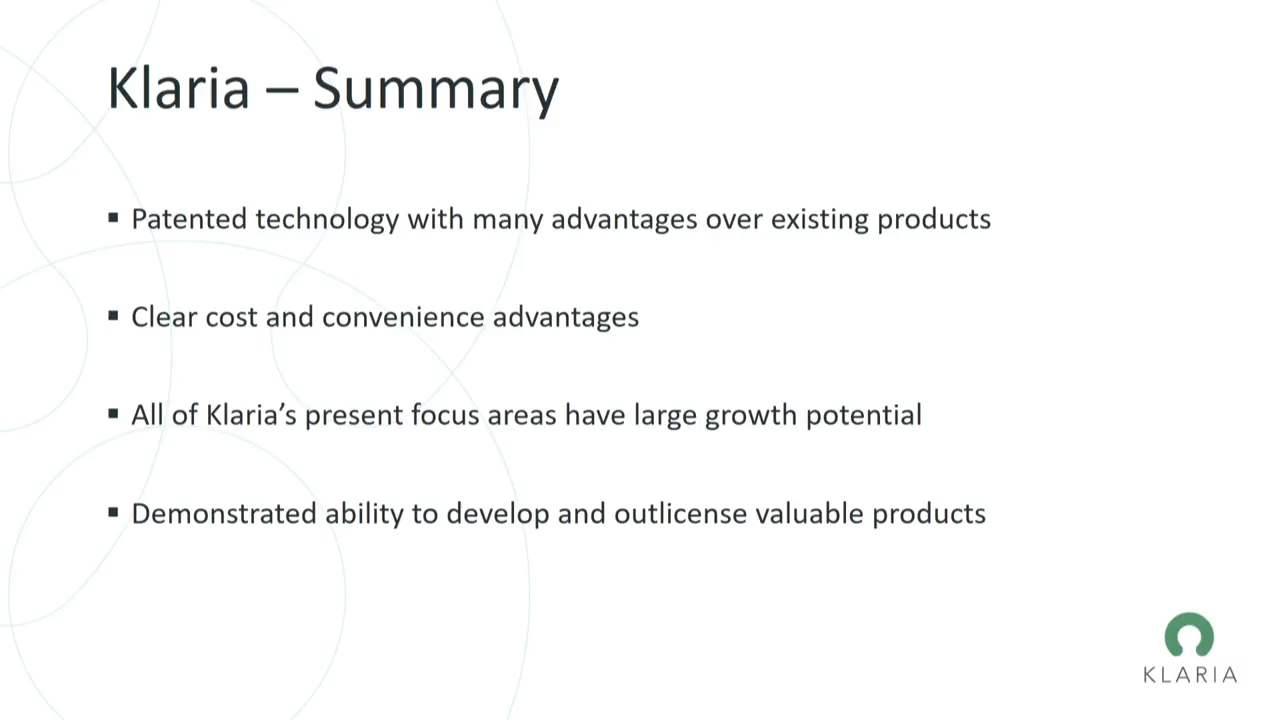 Klaria – Summary
▪ Patented technology with many advantages over existing products
▪ Clear cost and convenience advantages
▪ All of Klaria’s present focus areas have large growth potential
▪ Demonstrated ability to develop and outlicense valuable products
KLARIA